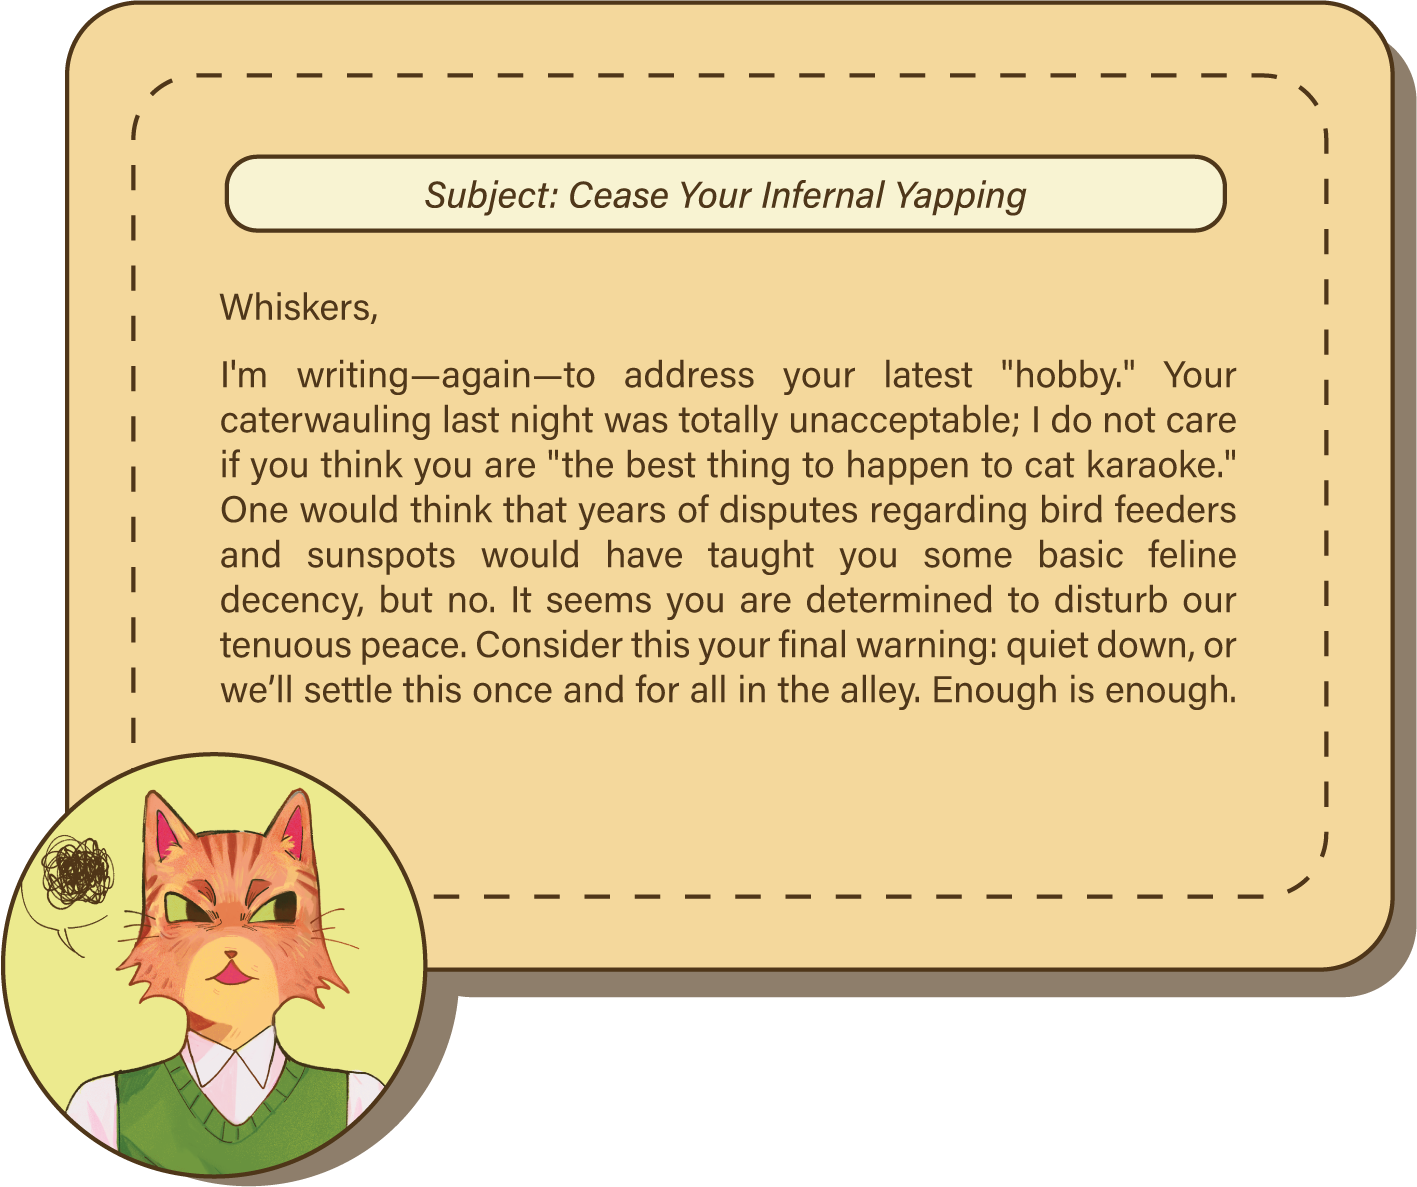 Subject: Cease Your Infernal Yapping
Whiskers,
I'm writing—again—to address your latest "hobby." Your
caterwauling last night was totally unacceptable; I do not care
if you think you are "the best thing to happen to cat karaoke."
One would think that years of disputes regarding bird feeders
and sunspots would have taught you some basic feline
decency, but no. It seems you are determined to disturb our
tenuous peace. Consider this your final warning: quiet down, or
we’ll settle this once and for all in the alley. Enough is enough.